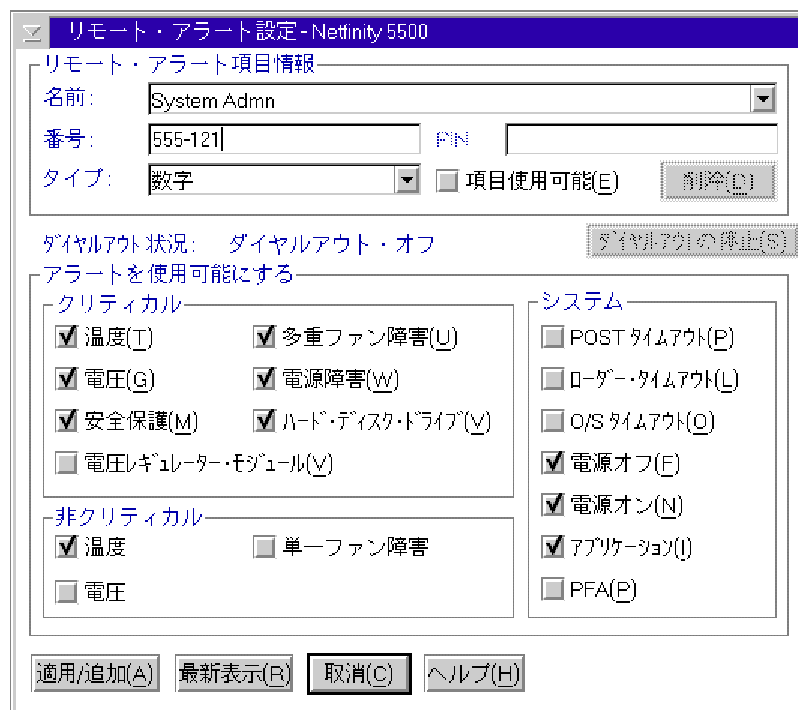 リモート・アラート設定 - Netfinity 5500
リモート・アラート項目情報
名前: System Admn
番号: 555-121 PIN
タイプ: 数字 項目使用可能(E) 削除(D)
ﾀﾞｲﾔﾙｱｳﾄ状況: ダイヤルアウト・オフ ﾀﾞｲﾔﾙｱｳﾄの停止(S)
アラートを使用可能にする
クリティカル
温度(T) 多重ファン障害(U)
電圧(G) 電源障害(W)
安全保護(M) ﾊｰﾄﾞ･ﾃﾞｨｽｸ･ﾄﾞﾗｲﾌﾞ(V)
電圧ﾚｷﾞｭﾚｰﾀｰ･ﾓｼﾞｭｰﾙ(V)
非クリティカル
温度 単一ファン障害
電圧
システム
POST ﾀｲﾑｱｳﾄ(P)
ﾛｰﾀﾞｰ･ﾀｲﾑｱｳﾄ(L)
O/S ﾀｲﾑｱｳﾄ(O)
電源オフ(F)
電源オン(N)
ｱﾌﾟﾘｹｰｼｮﾝ(I)
PFA(P)
適用/追加(A) 最新表示(R) 取消(C) ヘルプ(H)